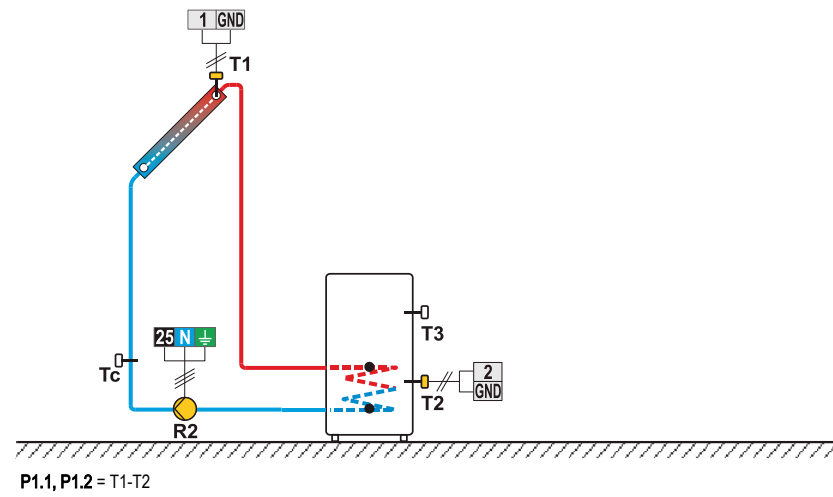 1 GND
T1
25 N
T3
Tc
2
GND
T2
R2
P1.1, P1.2 = T1-T2